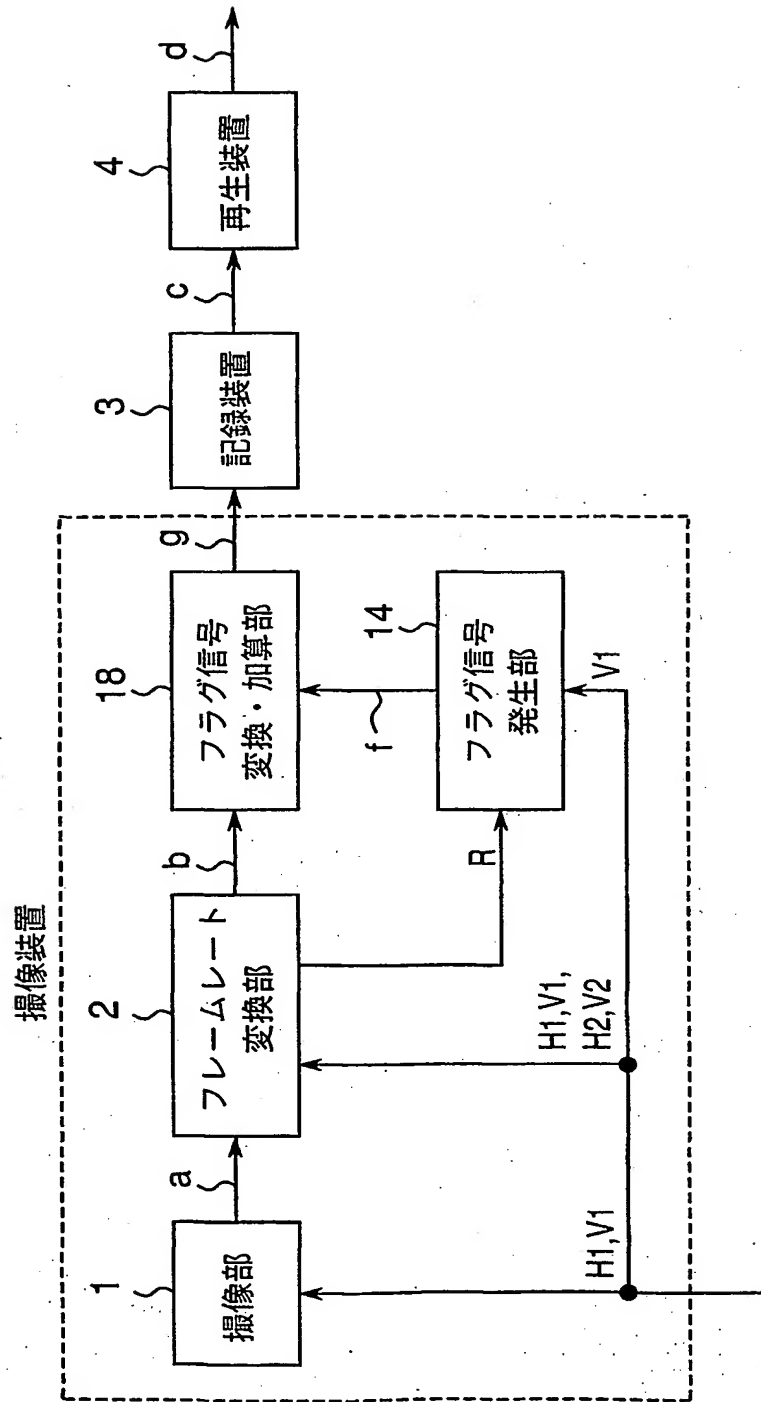 撮像装置
1
撮像部
a
2
フレームレート
変換部
b
18
フラグ信号
変換・加算部
g
3
記録装置
c
4
再生装置
d
R
f
14
フラグ信号
発生部
H1,V1
H1,V1,
H2,V2
V1